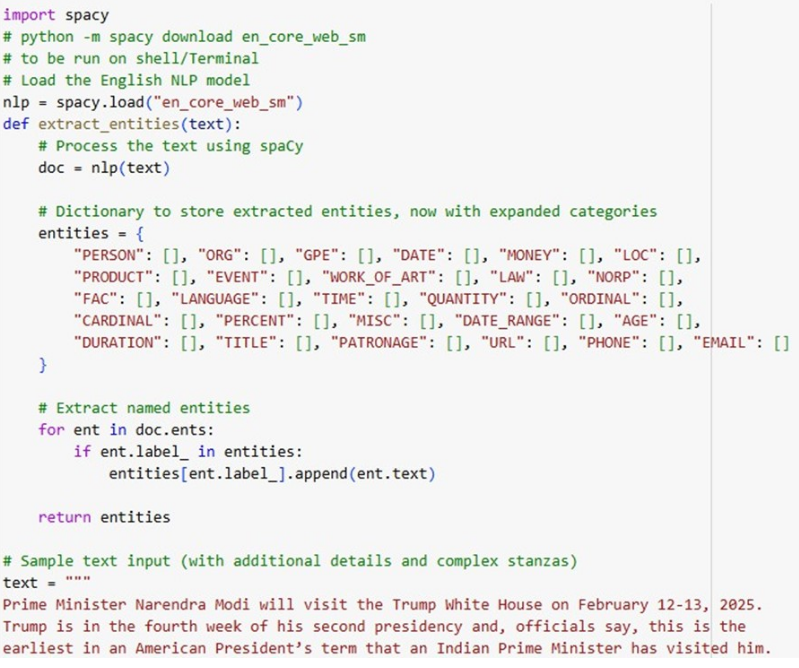 import spacy
# python -m spacy download en_core_web_sm
# to be run on shell/Terminal
# Load the English NLP model
nlp = spacy.load("en_core_web_sm")
def extract_entities(text):
    # Process the text using spaCy
    doc = nlp(text)

    # Dictionary to store extracted entities, now with expanded categories
    entities = {
        "PERSON": [], "ORG": [], "GPE": [], "DATE": [], "MONEY": [], "LOC": [],
        "PRODUCT": [], "EVENT": [], "WORK_OF_ART": [], "LAW": [], "NORP": [],
        "FAC": [], "LANGUAGE": [], "TIME": [], "QUANTITY": [], "ORDINAL": [],
        "CARDINAL": [], "PERCENT": [], "MISC": [], "DATE_RANGE": [], "AGE": [],
        "DURATION": [], "TITLE": [], "PATRONAGE": [], "URL": [], "PHONE": [], "EMAIL": []
    }

    # Extract named entities
    for ent in doc.ents:
        if ent.label_ in entities:
            entities[ent.label_].append(ent.text)

    return entities

# Sample text input (with additional details and complex stanzas)
text = """
Prime Minister Narendra Modi will visit the Trump White House on February 12-13, 2025.
Trump is in the fourth week of his second presidency and, officials say, this is the
earliest in an American President’s term that an Indian Prime Minister has visited him.